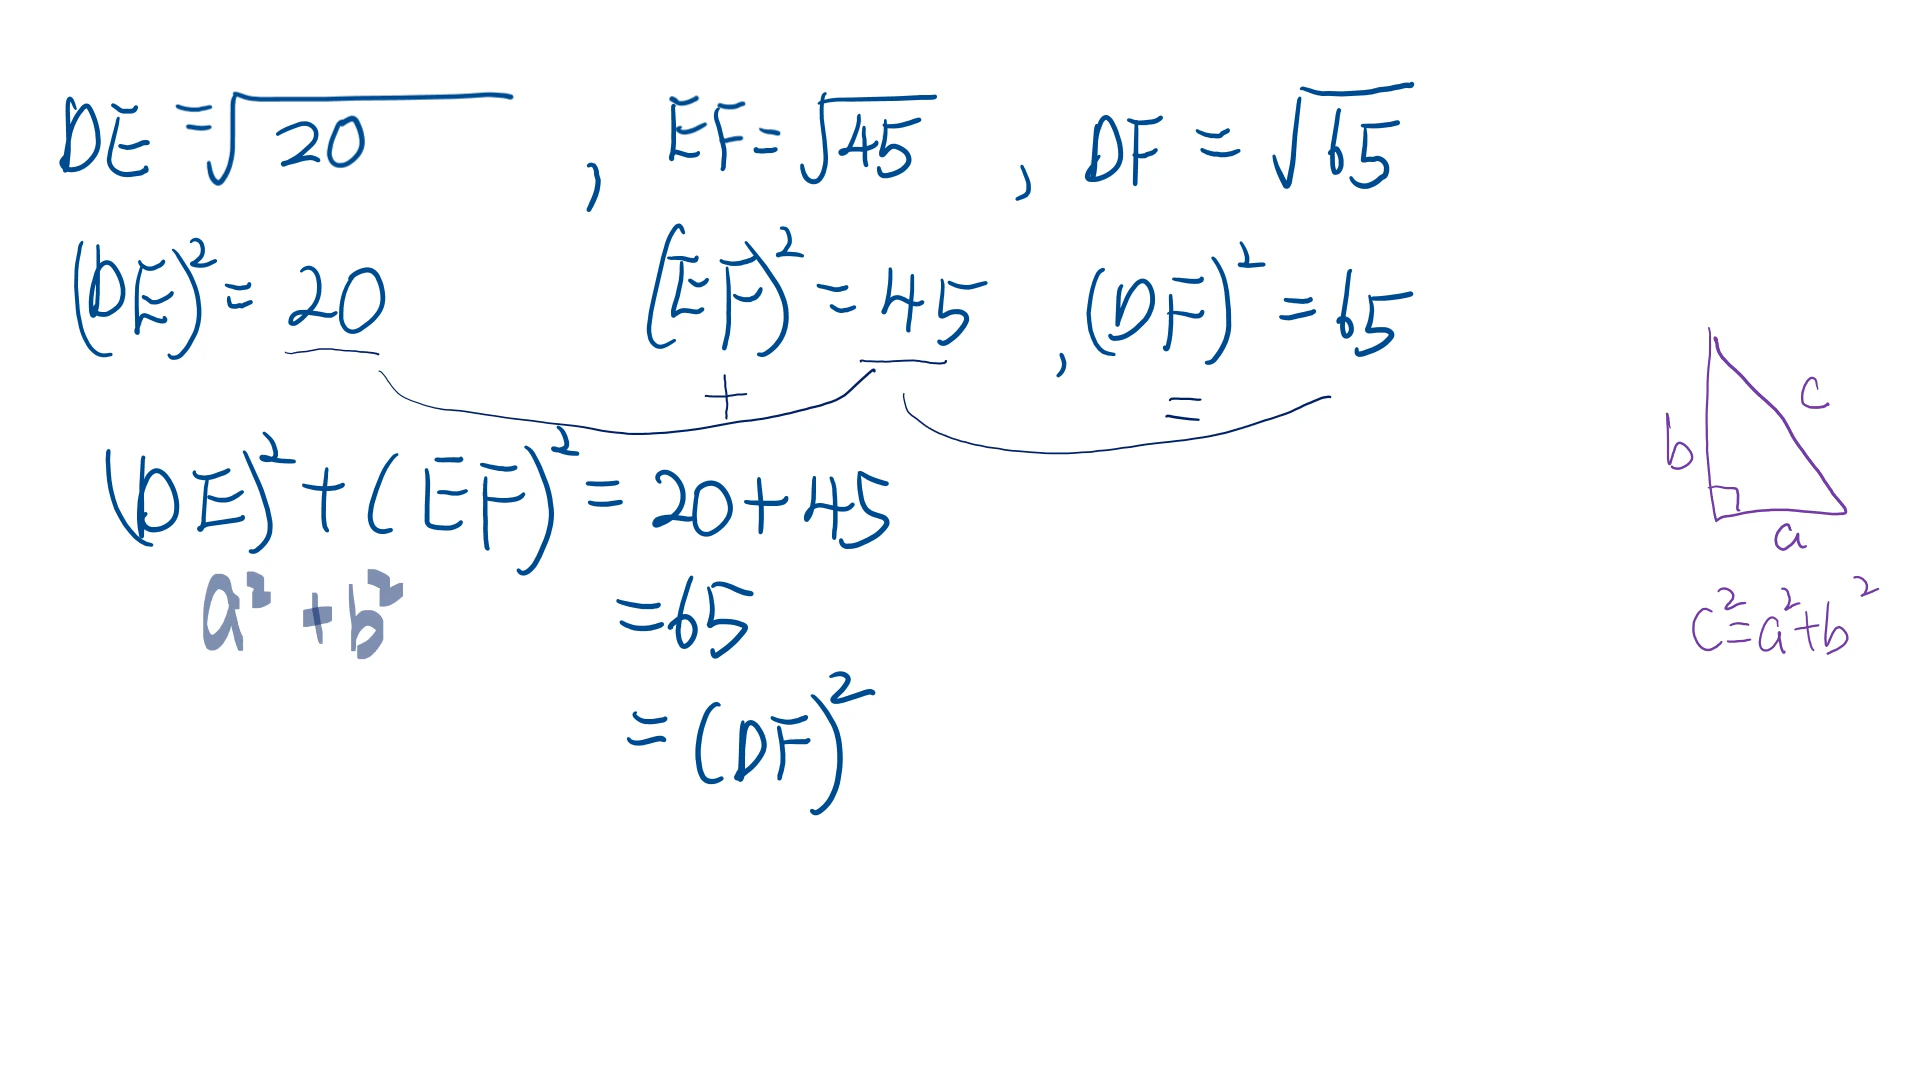 DE = √20 , EF = √45 , DF = √65
(DE)² = 20 (EF)² = 45 , (DF)² = 65
+ =
(DE)² + (EF)² = 20 + 45
a² + b² = 65
= (DF)²
c
b
a
c² = a² + b²